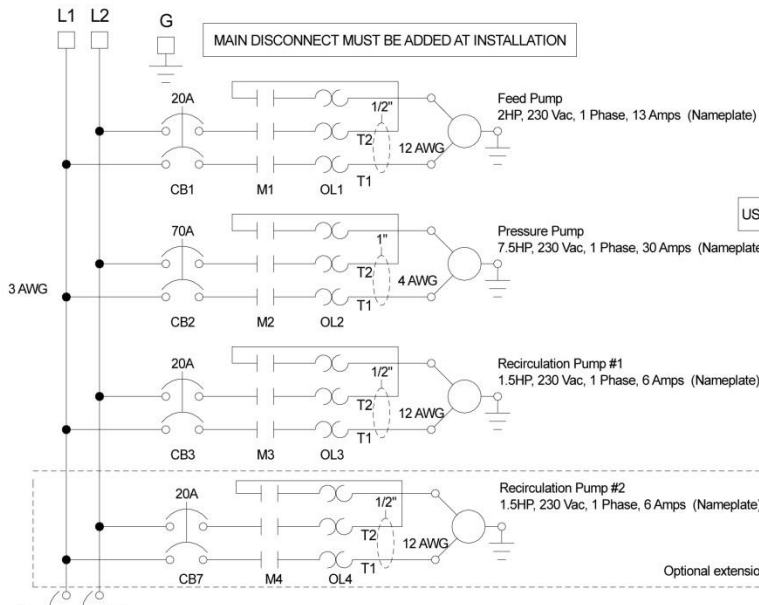 L1 L2 G
MAIN DISCONNECT MUST BE ADDED AT INSTALLATION
20A
1/2"
Feed Pump
2HP, 230 Vac, 1 Phase, 13 Amps (Nameplate)
T2
12 AWG
T1
CB1 M1 OL1
US
70A
1"
Pressure Pump
7.5HP, 230 Vac, 1 Phase, 30 Amps (Nameplate
T2
4 AWG
3 AWG
T1
CB2 M2 OL2
20A
1/2"
Recirculation Pump #1
1.5HP, 230 Vac, 1 Phase, 6 Amps (Nameplate)
T2
12 AWG
T1
CB3 M3 OL3
20A
1/2"
Recirculation Pump #2
1.5HP, 230 Vac, 1 Phase, 6 Amps (Nameplate)
T2
12 AWG
T1
CB7 M4 OL4
Optional extensio